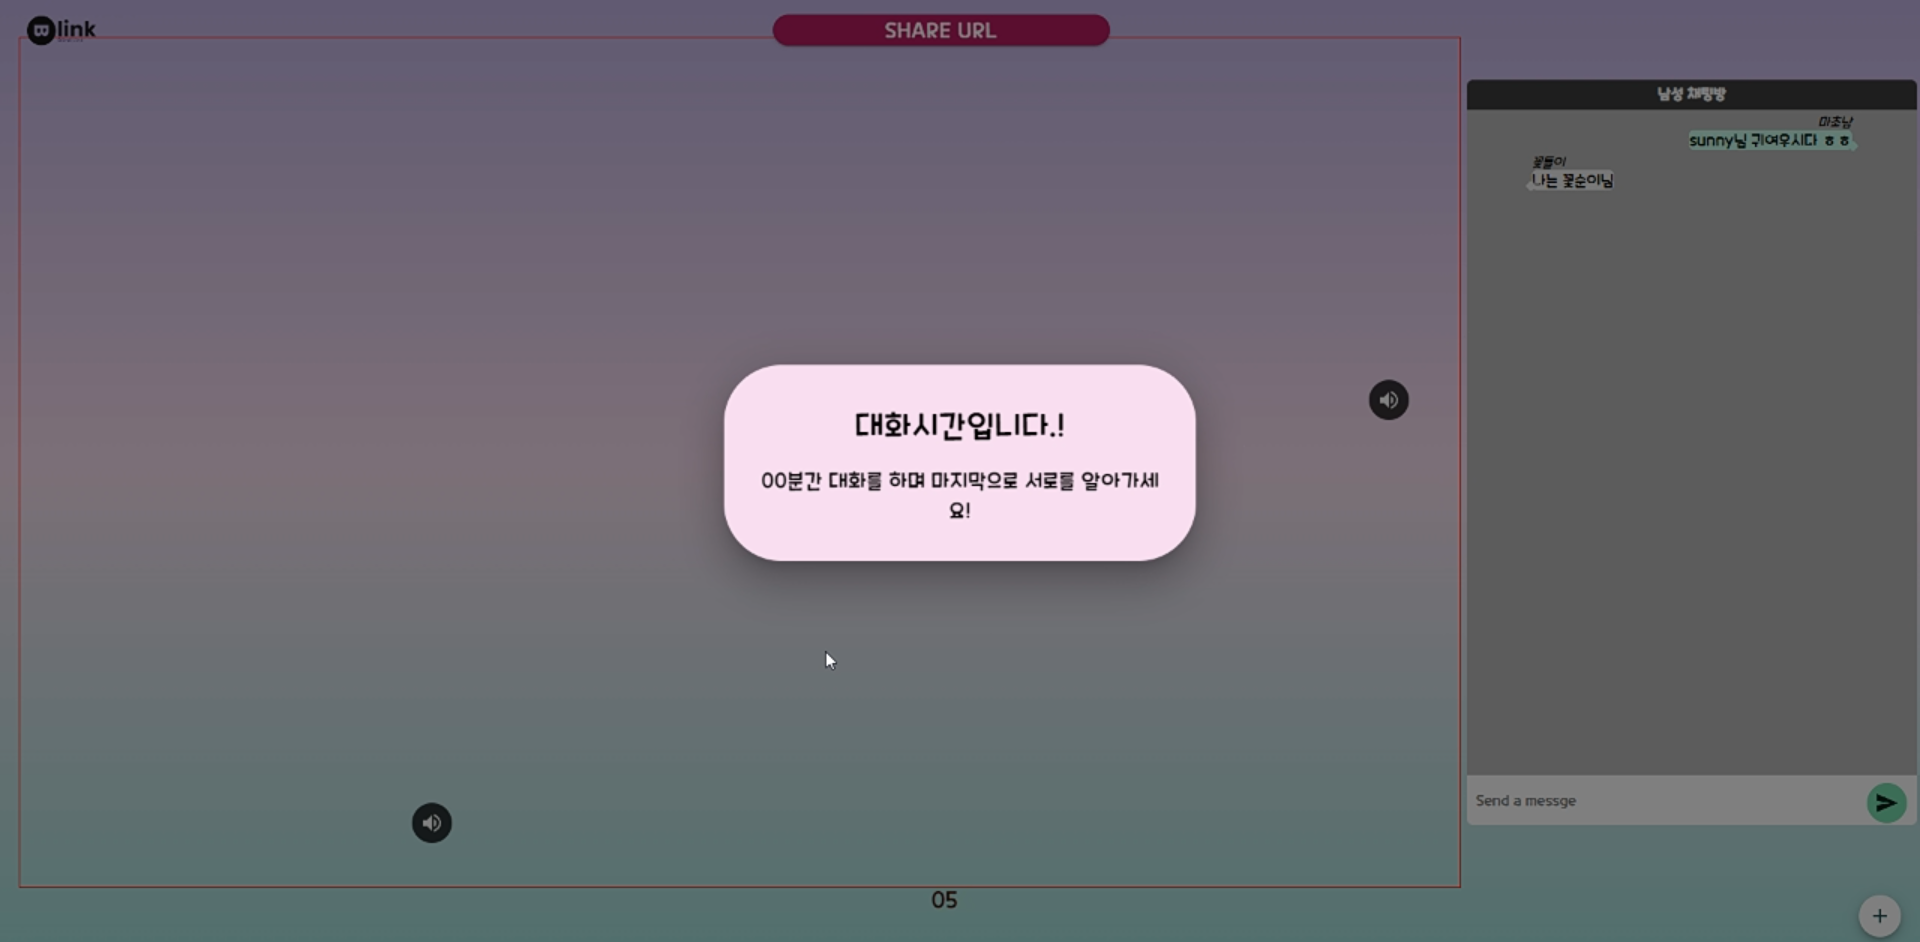 B link
SHARE URL
남성 채팅방
마초남
sunny님 귀여우시다 ㅎㅎ
꽃돌이
나는 꽃순이님
대화시간입니다.!
00분간 대화를 하며 마지막으로 서로를 알아가세
요!
Send a messge
05